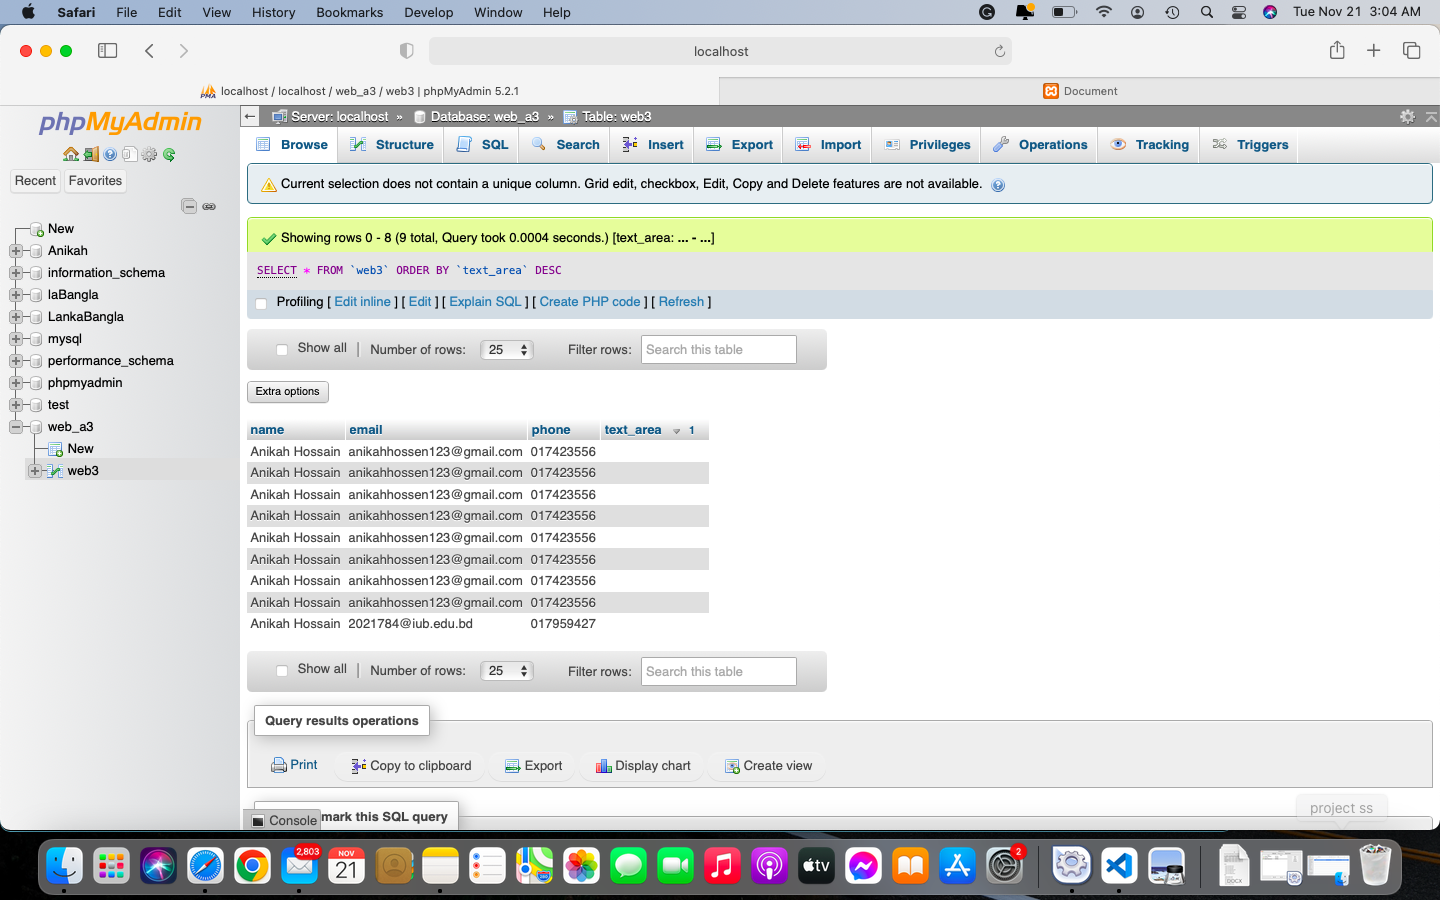 Safari File Edit View History Bookmarks Develop Window Help Tue Nov 21 3:04 AM
localhost
localhost / localhost / web_a3 / web3 | phpMyAdmin 5.2.1
Document
phpMyAdmin
Recent Favorites
New
Anikah
information_schema
laBangla
LankaBangla
mysql
performance_schema
phpmyadmin
test
web_a3
New
web3
Server: localhost » Database: web_a3 » Table: web3
Browse Structure SQL Search Insert Export Import Privileges Operations Tracking Triggers
Current selection does not contain a unique column. Grid edit, checkbox, Edit, Copy and Delete features are not available.
Showing rows 0 - 8 (9 total, Query took 0.0004 seconds.) [text_area: ... - ...]
SELECT * FROM `web3` ORDER BY `text_area` DESC
Profiling [ Edit inline ] [ Edit ] [ Explain SQL ] [ Create PHP code ] [ Refresh ]
Show all | Number of rows: 25 Filter rows: Search this table
Extra options
name email phone text_area 1
Anikah Hossain anikahhossen123@gmail.com 017423556
Anikah Hossain anikahhossen123@gmail.com 017423556
Anikah Hossain anikahhossen123@gmail.com 017423556
Anikah Hossain anikahhossen123@gmail.com 017423556
Anikah Hossain anikahhossen123@gmail.com 017423556
Anikah Hossain anikahhossen123@gmail.com 017423556
Anikah Hossain anikahhossen123@gmail.com 017423556
Anikah Hossain anikahhossen123@gmail.com 017423556
Anikah Hossain 2021784@iub.edu.bd 017959427
Show all | Number of rows: 25 Filter rows: Search this table
Query results operations
Print Copy to clipboard Export Display chart Create view
Console mark this SQL query
project ss
2,803
NOV
21
tv
2
DOCX